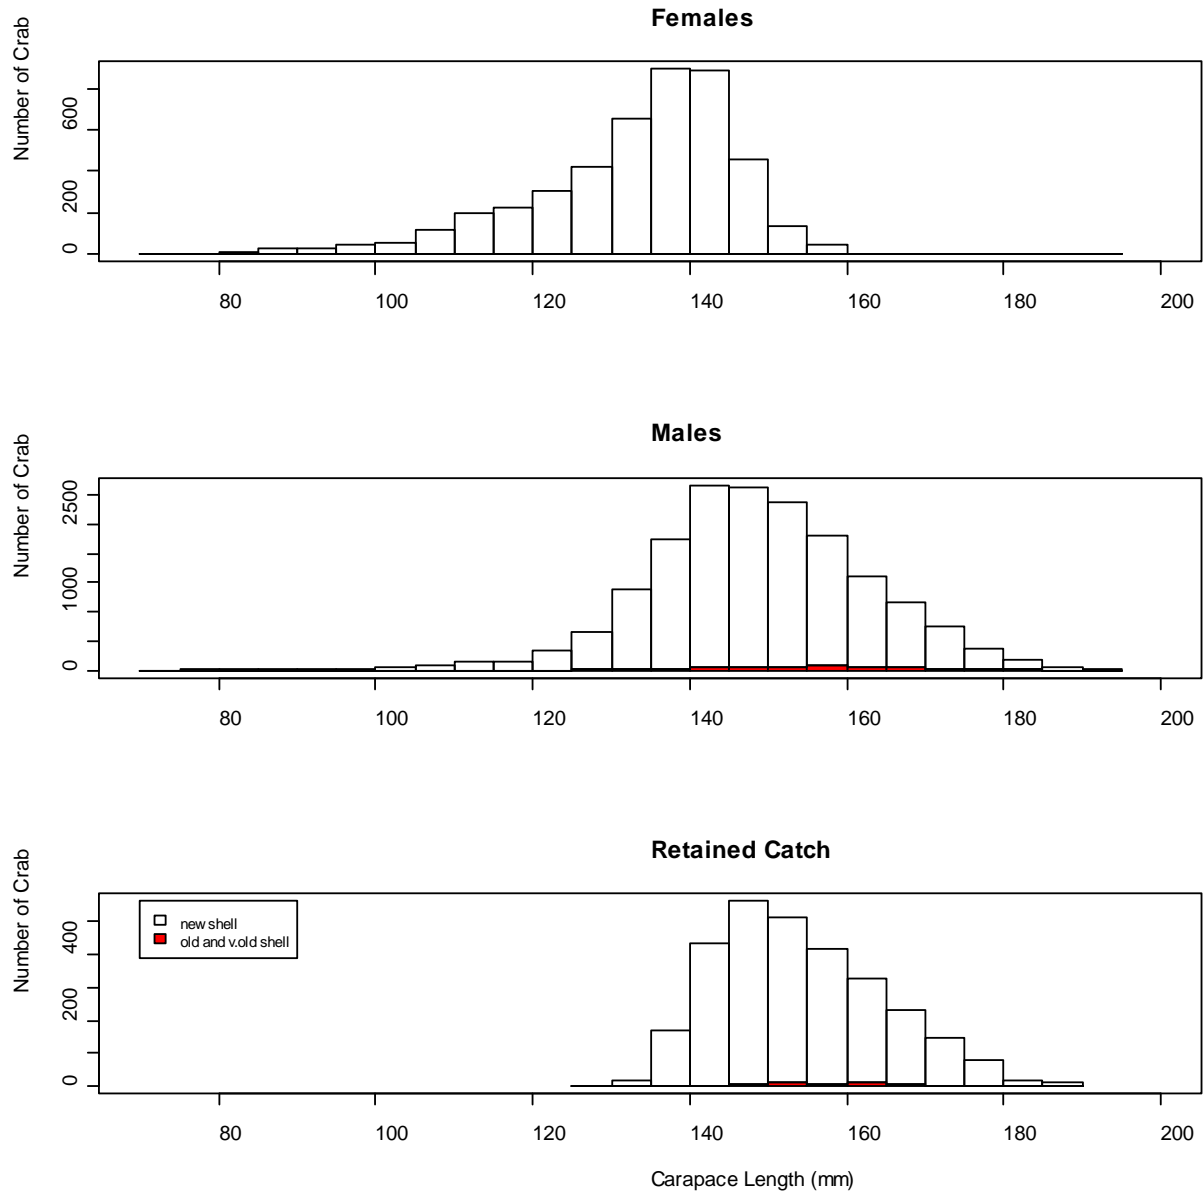 Females
Number of Crab
600
200
0
80 100 120 140 160 180 200
Males
Number of Crab
2500
1000
0
80 100 120 140 160 180 200
Retained Catch
Number of Crab
400
200
0
new shell
old and v.old shell
80 100 120 140 160 180 200
Carapace Length (mm)